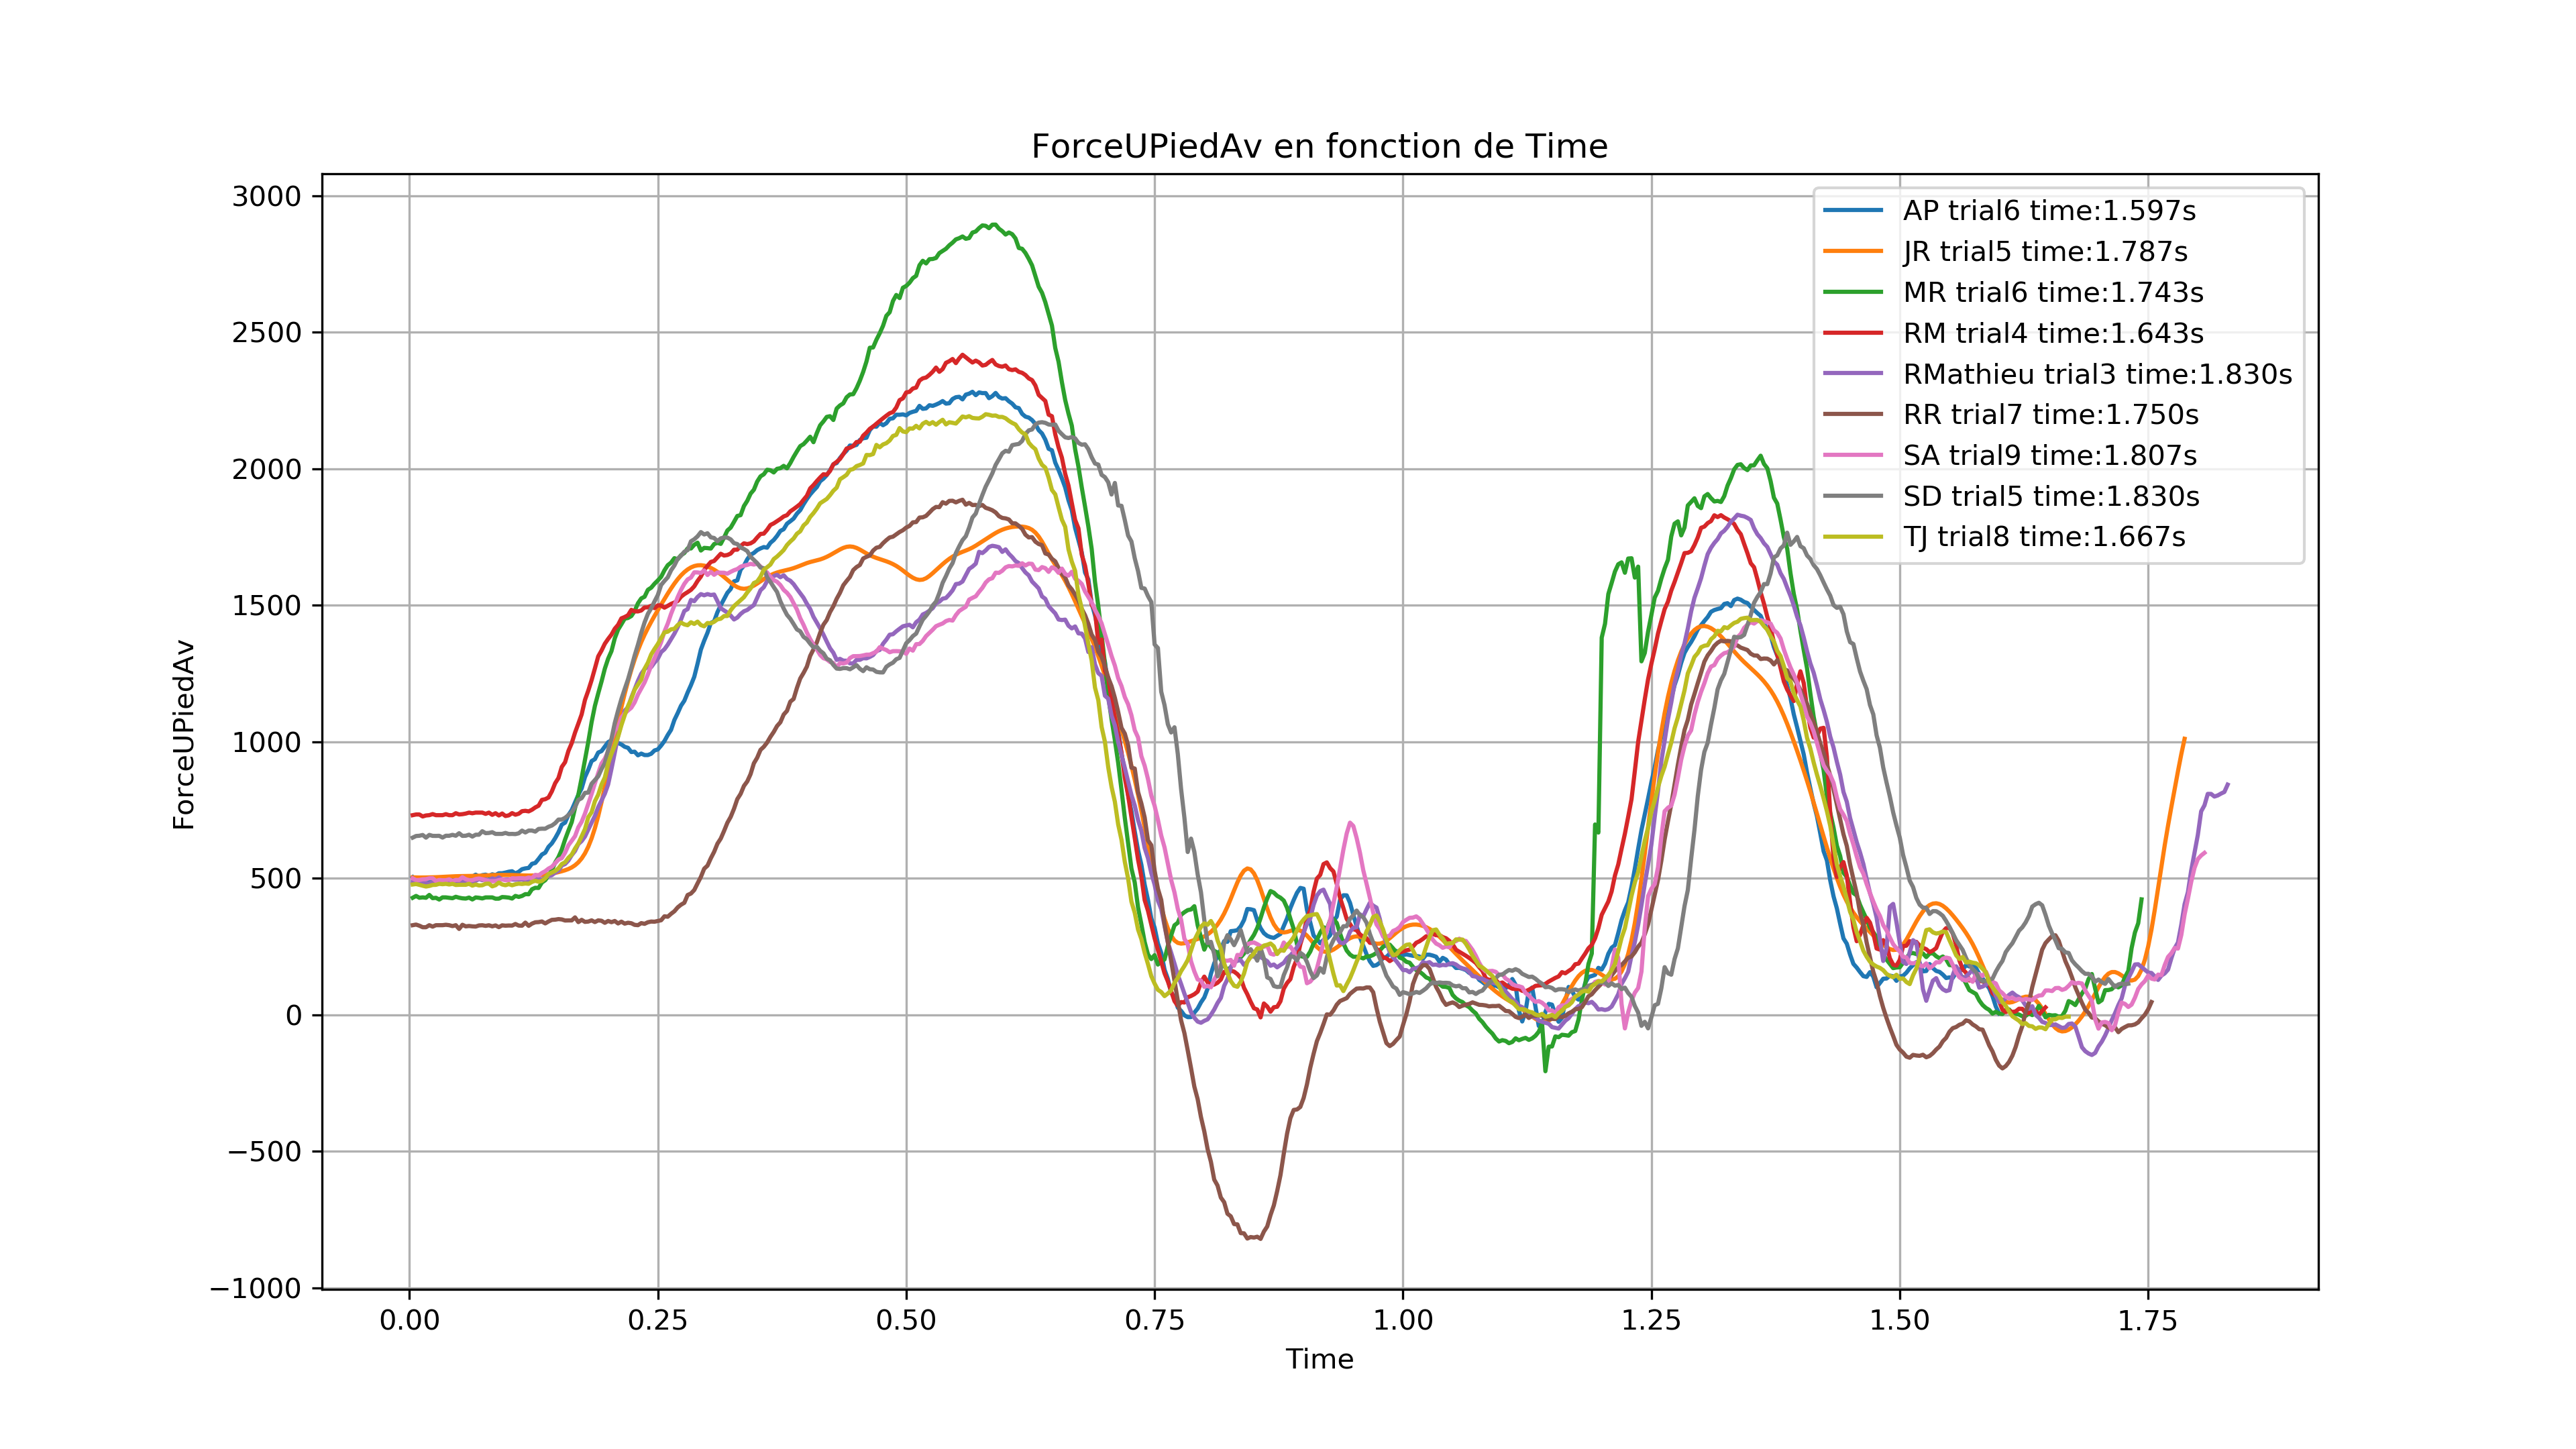 ForceUPiedAv en fonction de Time
3000
2500
2000
1500
1000
500
0
−500
−1000
ForceUPiedAv
AP trial6 time:1.597s
JR trial5 time:1.787s
MR trial6 time:1.743s
RM trial4 time:1.643s
RMathieu trial3 time:1.830s
RR trial7 time:1.750s
SA trial9 time:1.807s
SD trial5 time:1.830s
TJ trial8 time:1.667s
0.00 0.25 0.50 0.75 1.00 1.25 1.50 1.75
Time